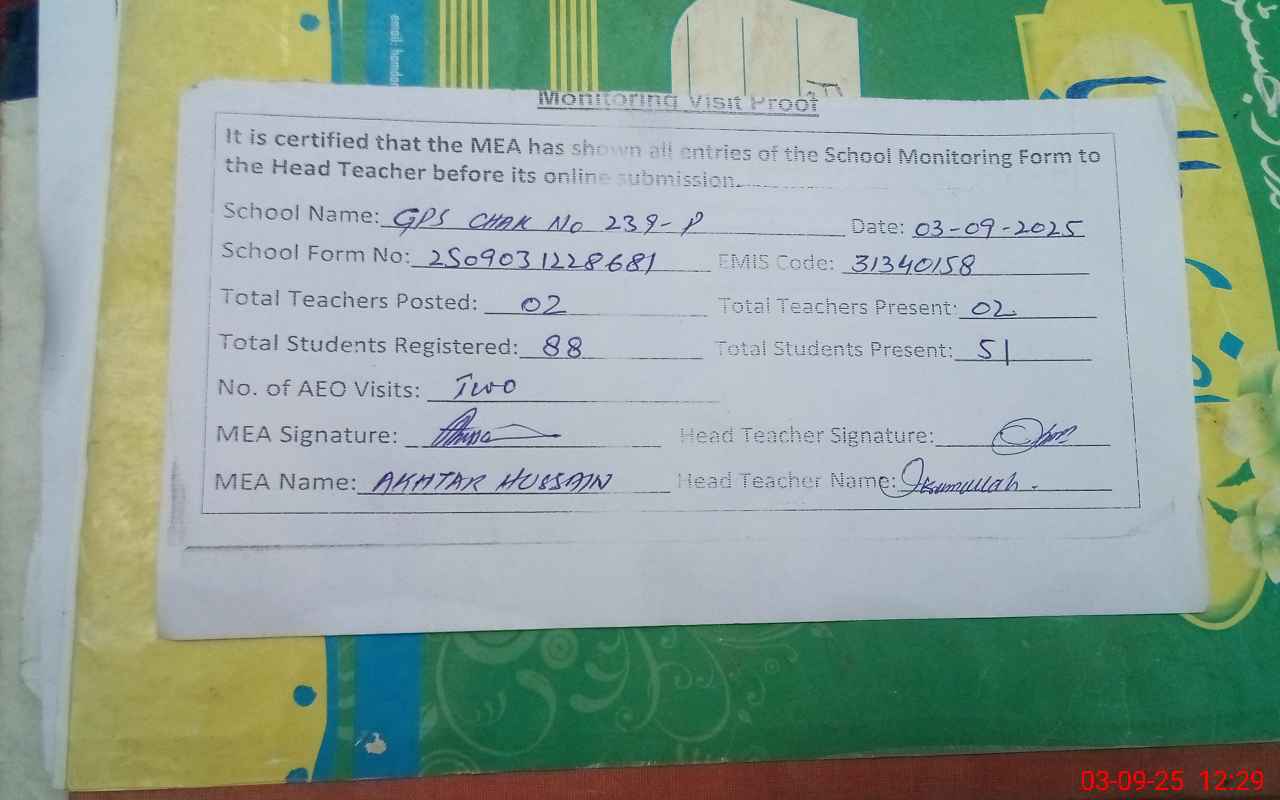 email: hamdar
Monitoring Visit Proof
It is certified that the MEA has shown all entries of the School Monitoring Form to
the Head Teacher before its online submission.
School Name: GPS CHAK No 239-P Date: 03-09-2025
School Form No: 2509031228681 EMIS Code: 31340158
Total Teachers Posted: 02 Total Teachers Present: 02
Total Students Registered: 88 Total Students Present: 51
No. of AEO Visits: Two
MEA Signature: Head Teacher Signature:
MEA Name: AKHTAR HUSSAIN Head Teacher Name: Ikramullah.
03-09-25 12:29